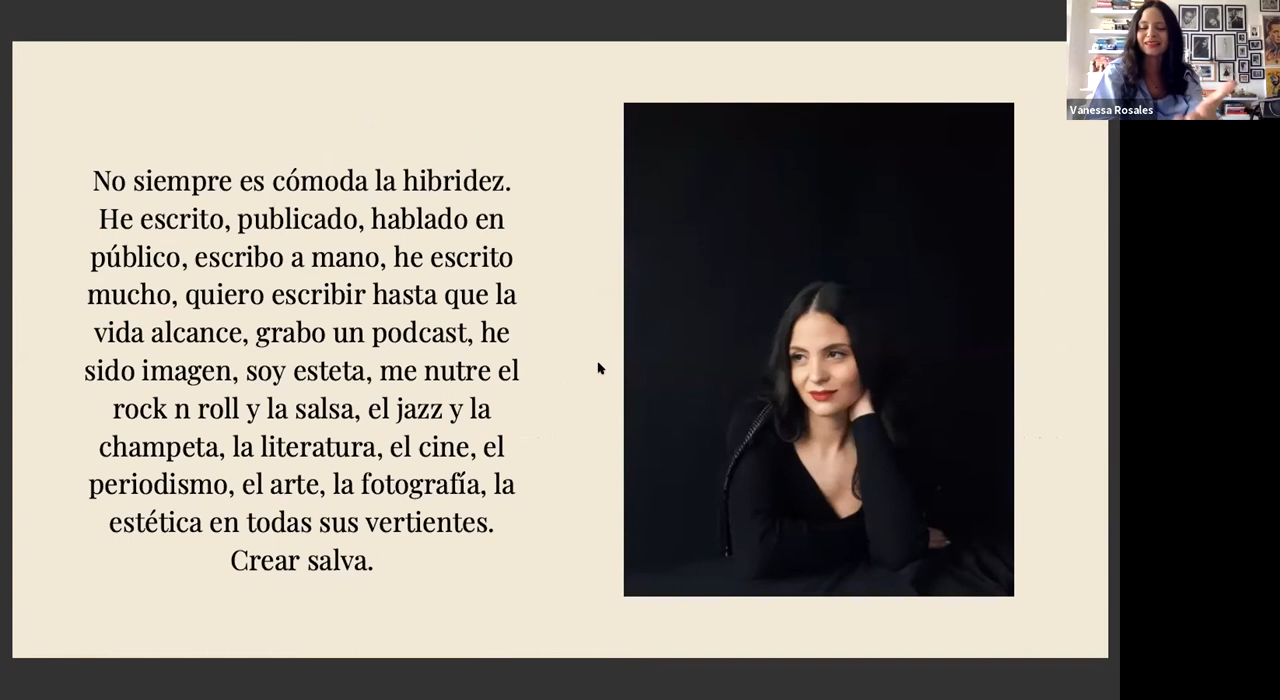 No siempre es cómoda la hibridez.
He escrito, publicado, hablado en
público, escribo a mano, he escrito
mucho, quiero escribir hasta que la
vida alcance, grabo un podcast, he
sido imagen, soy esteta, me nutre el
rock n roll y la salsa, el jazz y la
champeta, la literatura, el cine, el
periodismo, el arte, la fotografía, la
estética en todas sus vertientes.
Crear salva.
Vanessa Rosales